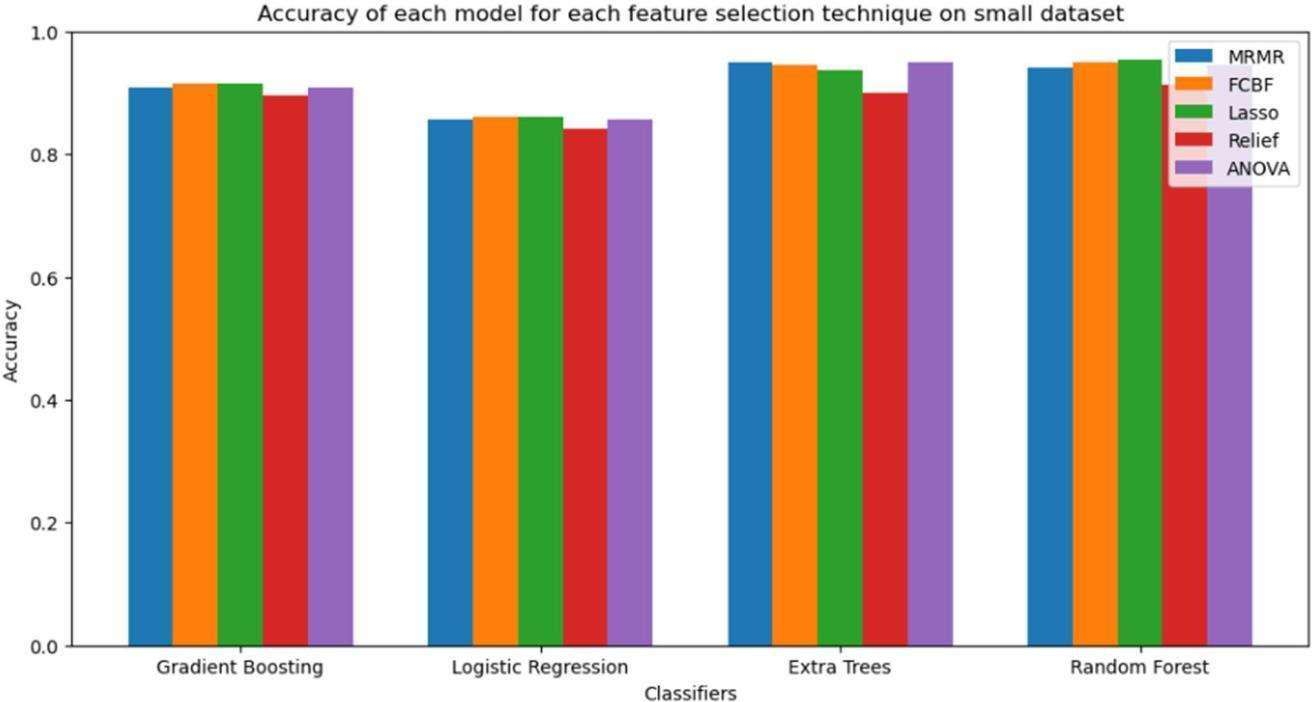 Accuracy of each model for each feature selection technique on small dataset
1.0
0.8
0.6
0.4
0.2
0.0
Accuracy
MRMR
FCBF
Lasso
Relief
ANOVA
Gradient Boosting Logistic Regression Extra Trees Random Forest
Classifiers